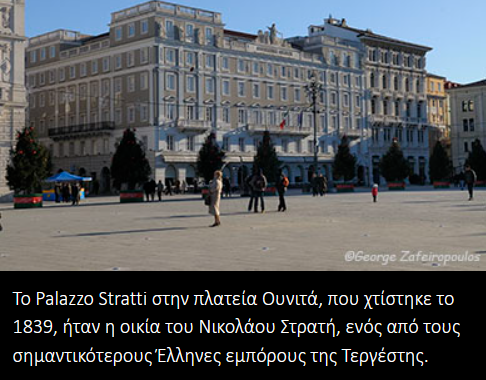 ©George Zafeiropoulos
Το Palazzo Stratti στην πλατεία Ουνιτά, που χτίστηκε το
1839, ήταν η οικία του Νικολάου Στρατή, ενός από τους
σημαντικότερους Έλληνες εμπόρους της Τεργέστης.